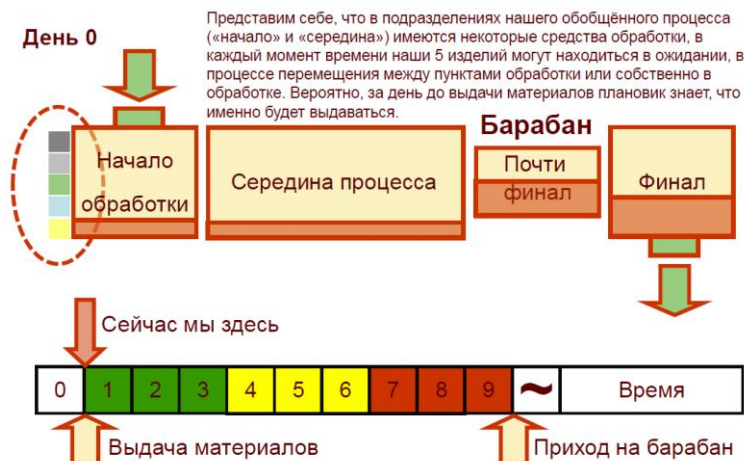 День 0
Представим себе, что в подразделениях нашего обобщённого процесса
(«начало» и «середина») имеются некоторые средства обработки, в
каждый момент времени наши 5 изделий могут находиться в ожидании, в
процессе перемещения между пунктами обработки или собственно в
обработке. Вероятно, за день до выдачи материалов плановик знает, что
именно будет выдаваться.
Барабан
Начало
обработки
Середина процесса
Почти
финал
Финал
Сейчас мы здесь
0 1 2 3 4 5 6 7 8 9 ~ Время
Выдача материалов
Приход на барабан